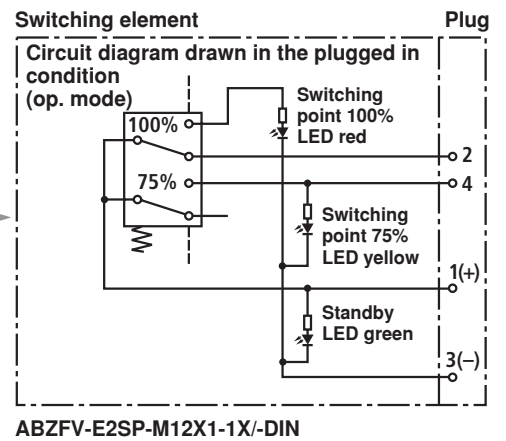 Switching element
Plug
Circuit diagram drawn in the plugged in
condition
(op. mode)
Switching
point 100%
LED red
100%
2
75%
4
Switching
point 75%
LED yellow
1(+)
Standby
LED green
3(–)
ABZFV-E2SP-M12X1-1X/-DIN